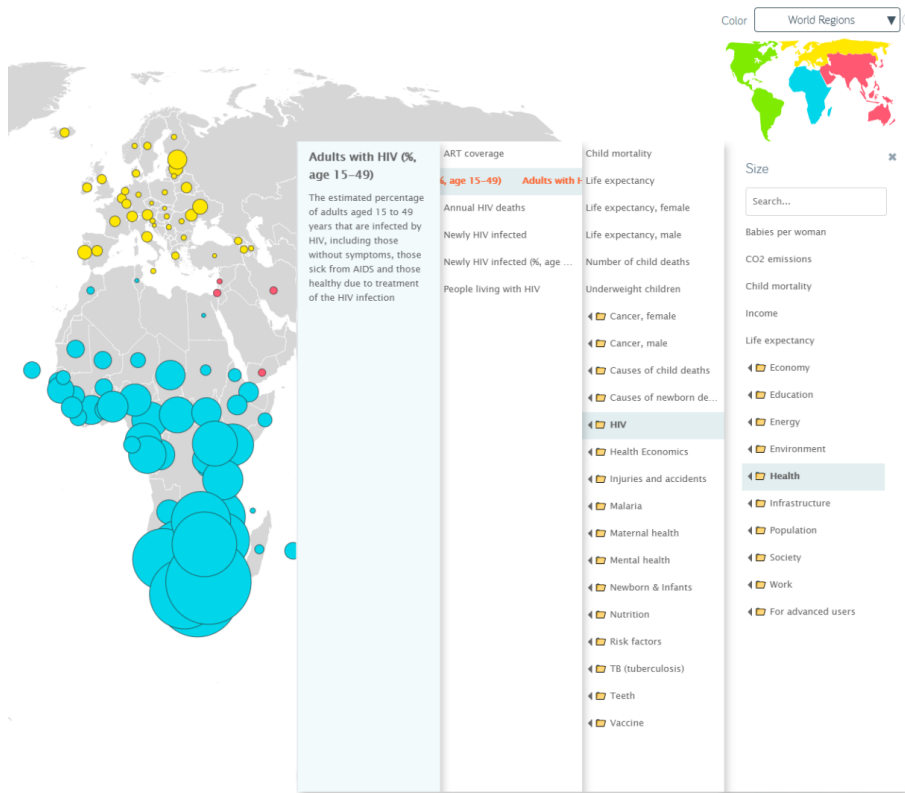 Color
World Regions
Adults with HIV (%,
age 15–49)
The estimated percentage
of adults aged 15 to 49
years that are infected by
HIV, including those
without symptoms, those
sick from AIDS and those
healthy due to treatment
of the HIV infection
ART coverage
%, age 15–49) Adults with H
Annual HIV deaths
Newly HIV infected
Newly HIV infected (%, age ...
People living with HIV
Child mortality
Life expectancy
Life expectancy, female
Life expectancy, male
Number of child deaths
Underweight children
Cancer, female
Cancer, male
Causes of child deaths
Causes of newborn de...
HIV
Health Economics
Injuries and accidents
Malaria
Maternal health
Mental health
Newborn & Infants
Nutrition
Risk factors
TB (tuberculosis)
Teeth
Vaccine
Size
Search...
Babies per woman
CO2 emissions
Child mortality
Income
Life expectancy
Economy
Education
Energy
Environment
Health
Infrastructure
Population
Society
Work
For advanced users